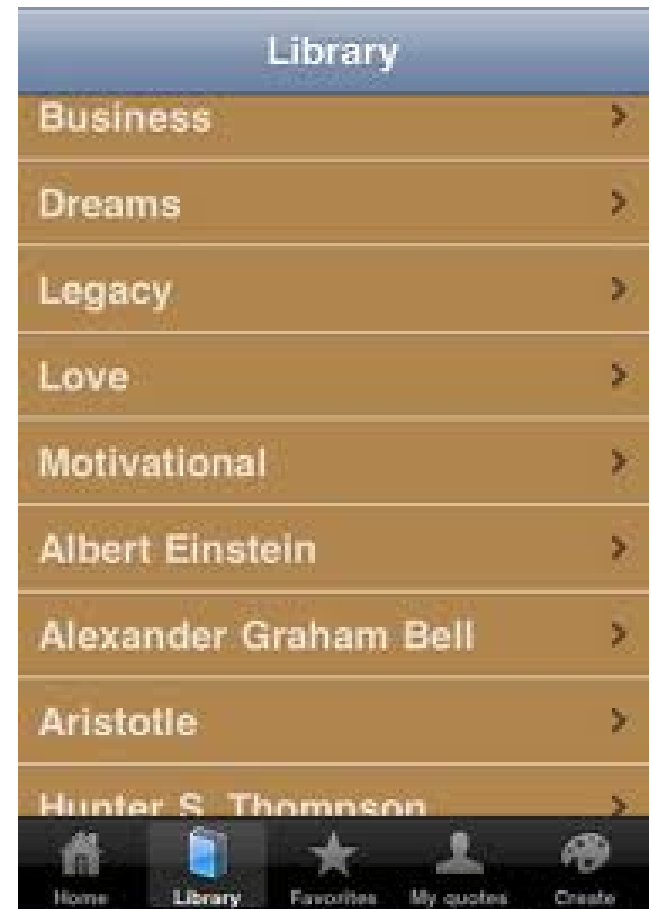 Library
Business
Dreams
Legacy
Love
Motivational
Albert Einstein
Alexander Graham Bell
Aristotle
Hunter S. Thompson
Home Library Favorites My quotes Create